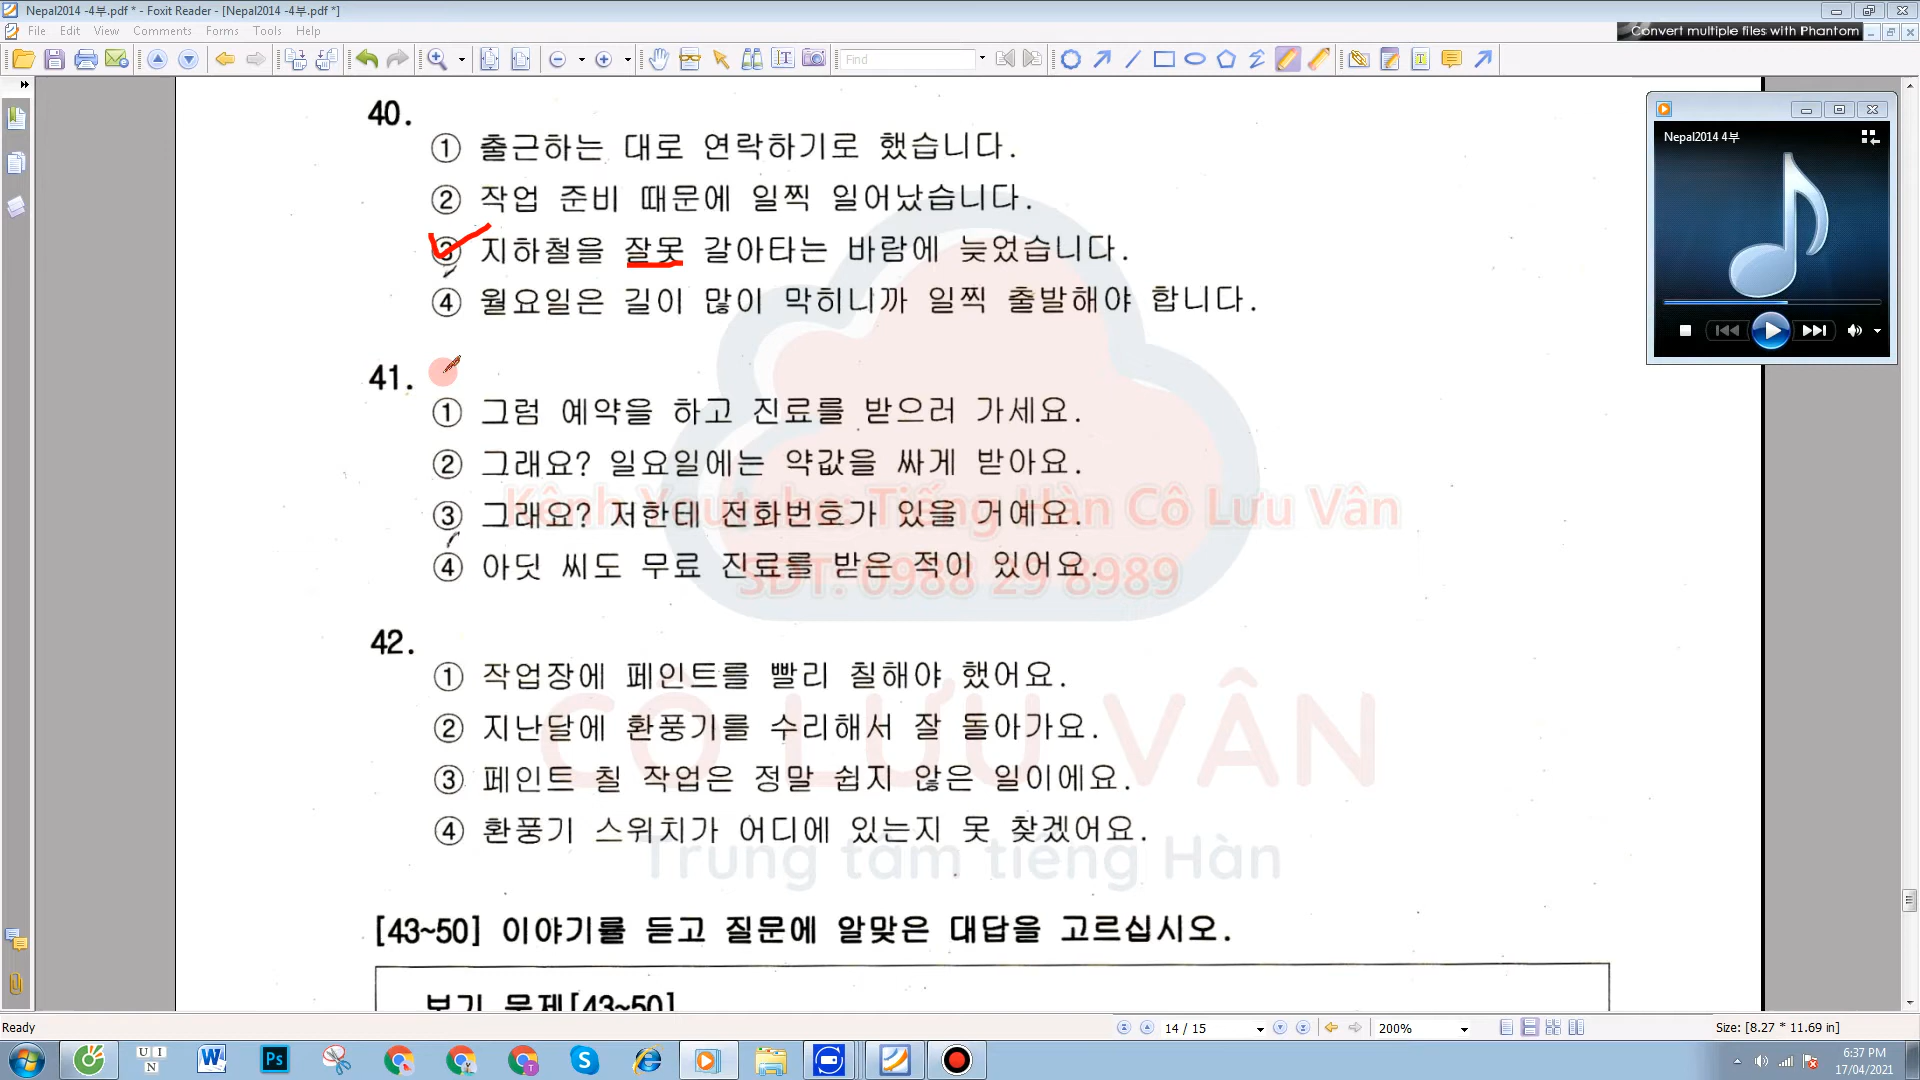 Nepal2014 -4부.pdf * - Foxit Reader - [Nepal2014 -4부.pdf *]
File Edit View Comments Forms Tools Help
Convert multiple files with Phantom
Find
40.
① 출근하는 대로 연락하기로 했습니다.
② 작업 준비 때문에 일찍 일어났습니다.
③ 지하철을 잘못 갈아타는 바람에 늦었습니다.
④ 월요일은 길이 많이 막히니까 일찍 출발해야 합니다.
Nepal2014 4부
41.
① 그럼 예약을 하고 진료를 받으러 가세요.
② 그래요? 일요일에는 약값을 싸게 받아요.
③ 그래요? 저한테 전화번호가 있을 거예요.
Kênh Youtube: Tiếng Hàn Cô Lưu Vân
④ 아딧 씨도 무료 진료를 받은 적이 있어요.
SDT: 0988 29 8989
42.
① 작업장에 페인트를 빨리 칠해야 했어요.
② 지난달에 환풍기를 수리해서 잘 돌아가요.
CÔ LƯU VÂN
③ 페인트 칠 작업은 정말 쉽지 않은 일이에요.
④ 환풍기 스위치가 어디에 있는지 못 찾겠어요.
Trung tâm tiếng Hàn
[43~50] 이야기를 듣고 질문에 알맞은 대답을 고르십시오.
보기 문제[43~50]
Ready
14 / 15
200%
Size: [8.27 * 11.69 in]
U I
N
6:37 PM
17/04/2021